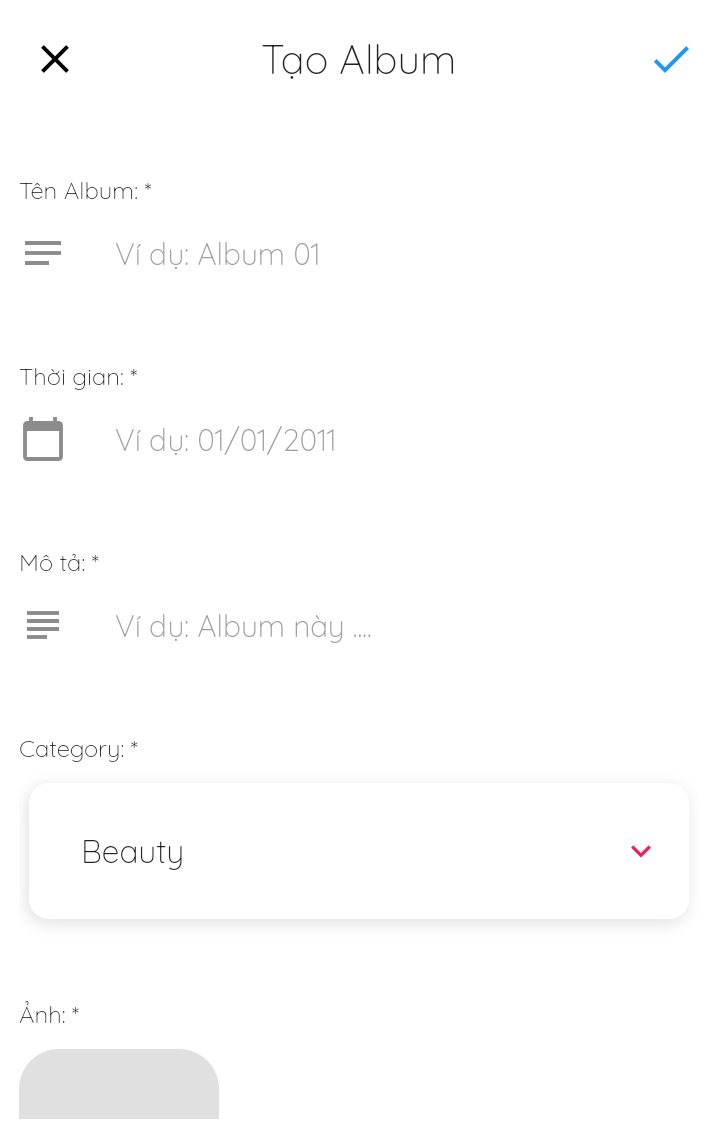 Tạo Album
Tên Album: *
Ví dụ: Album 01
Thời gian: *
Ví dụ: 01/01/2011
Mô tả: *
Ví dụ: Album này ....
Category: *
Beauty
Ảnh: *